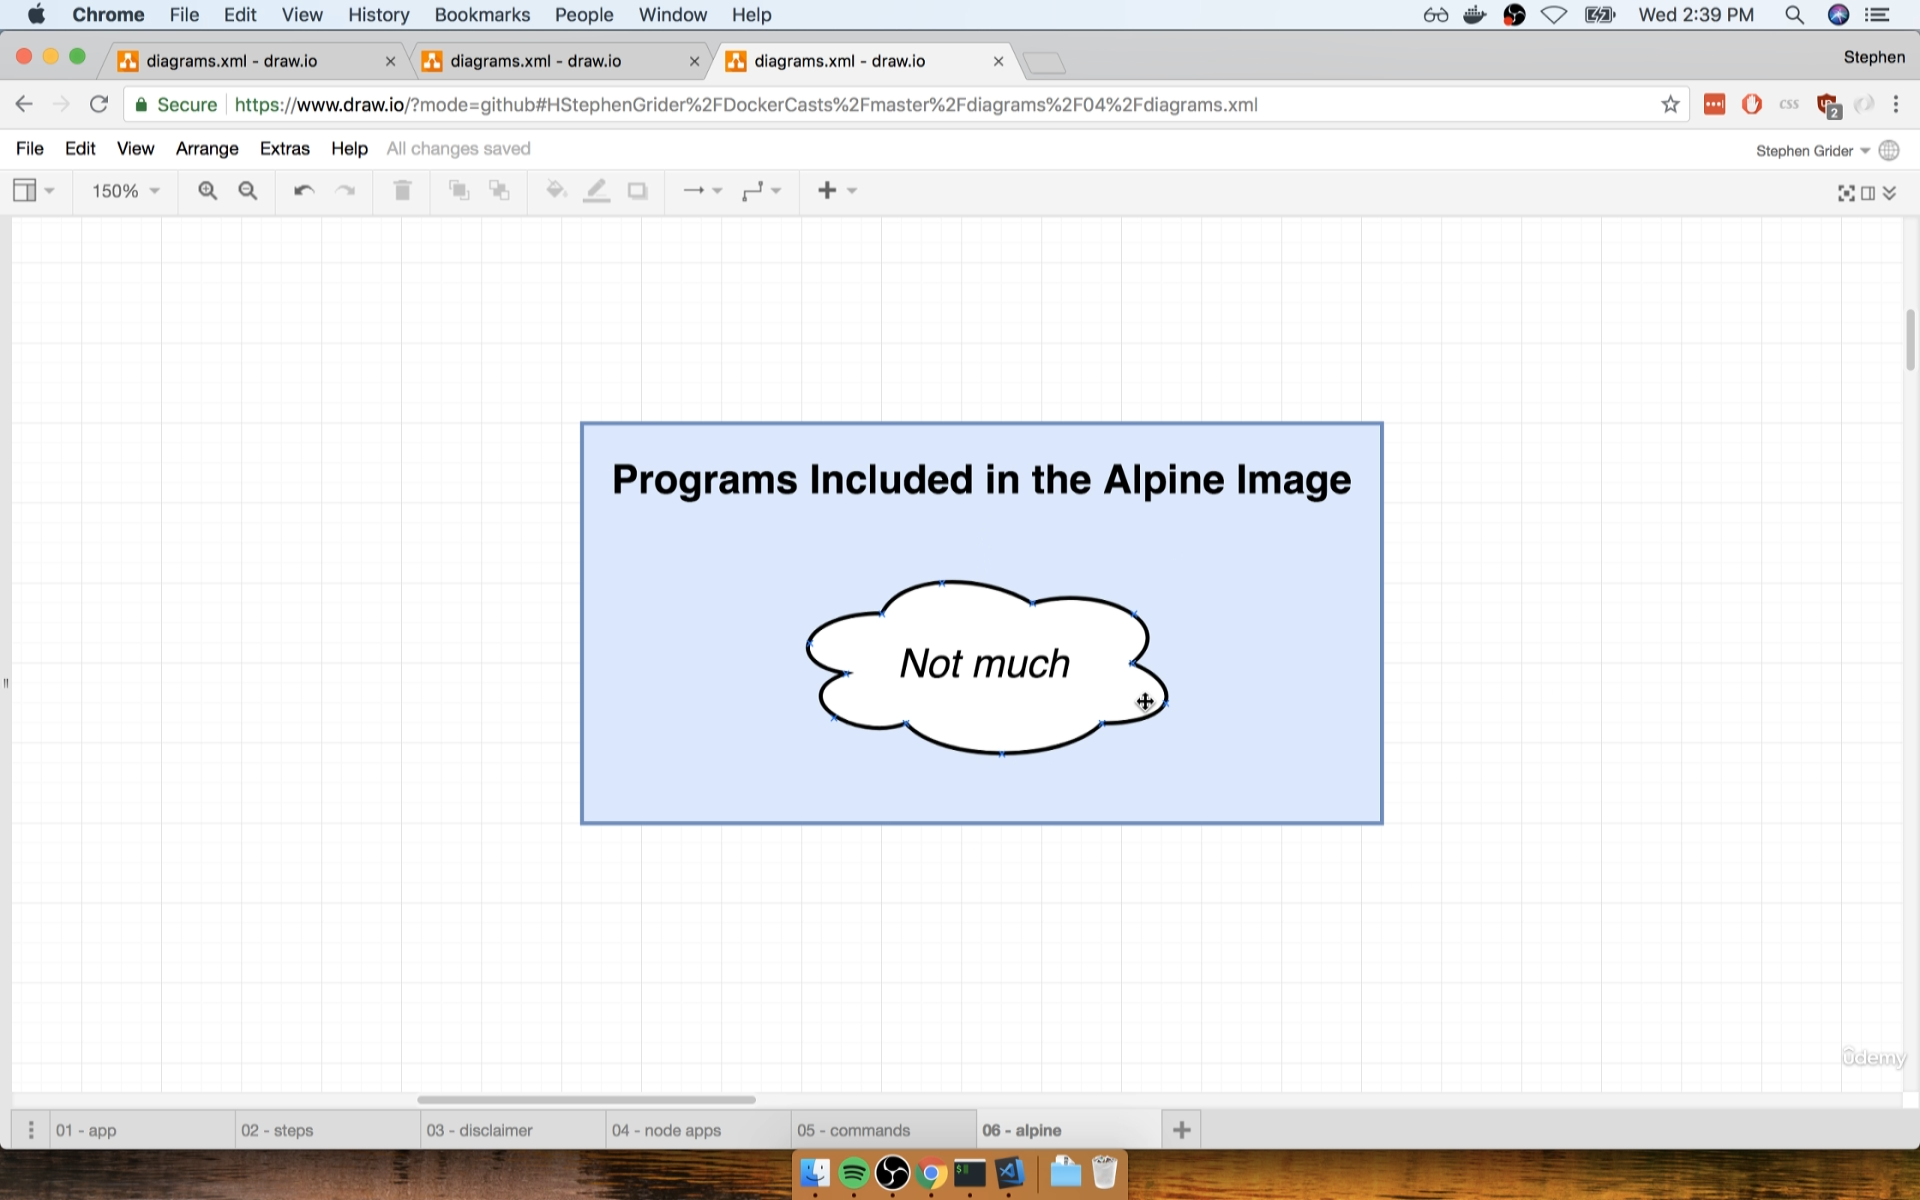 Chrome File Edit View History Bookmarks People Window Help Wed 2:39 PM
diagrams.xml - draw.io diagrams.xml - draw.io diagrams.xml - draw.io Stephen
Secure https://www.draw.io/?mode=github#HStephenGrider%2FDockerCasts%2Fmaster%2Fdiagrams%2F04%2Fdiagrams.xml css 2
File Edit View Arrange Extras Help All changes saved Stephen Grider
150%
Programs Included in the Alpine Image
Not much
ûdemy
01 - app 02 - steps 03 - disclaimer 04 - node apps 05 - commands 06 - alpine